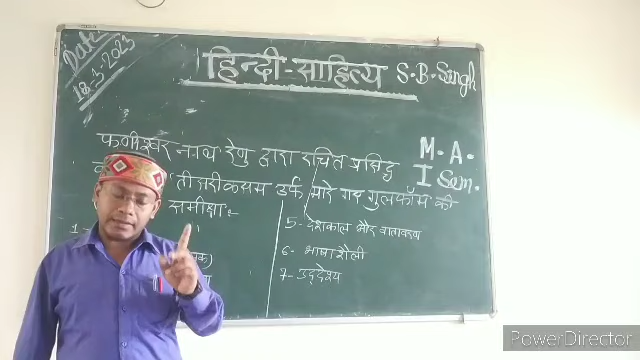 Date
18-3-2023
हिन्दी-साहित्य S.B. Singh
फणीश्वर नाथ रेणु द्वारा रचित प्रसिद्ध
तीसरी कसम उर्फ मारे गए गुलफॉम की
समीक्षा:-
M.A.
I Sem.
1-
5- देशकाल और वातावरण
6- भाषा शैली
7- उद्देश्य
PowerDirector